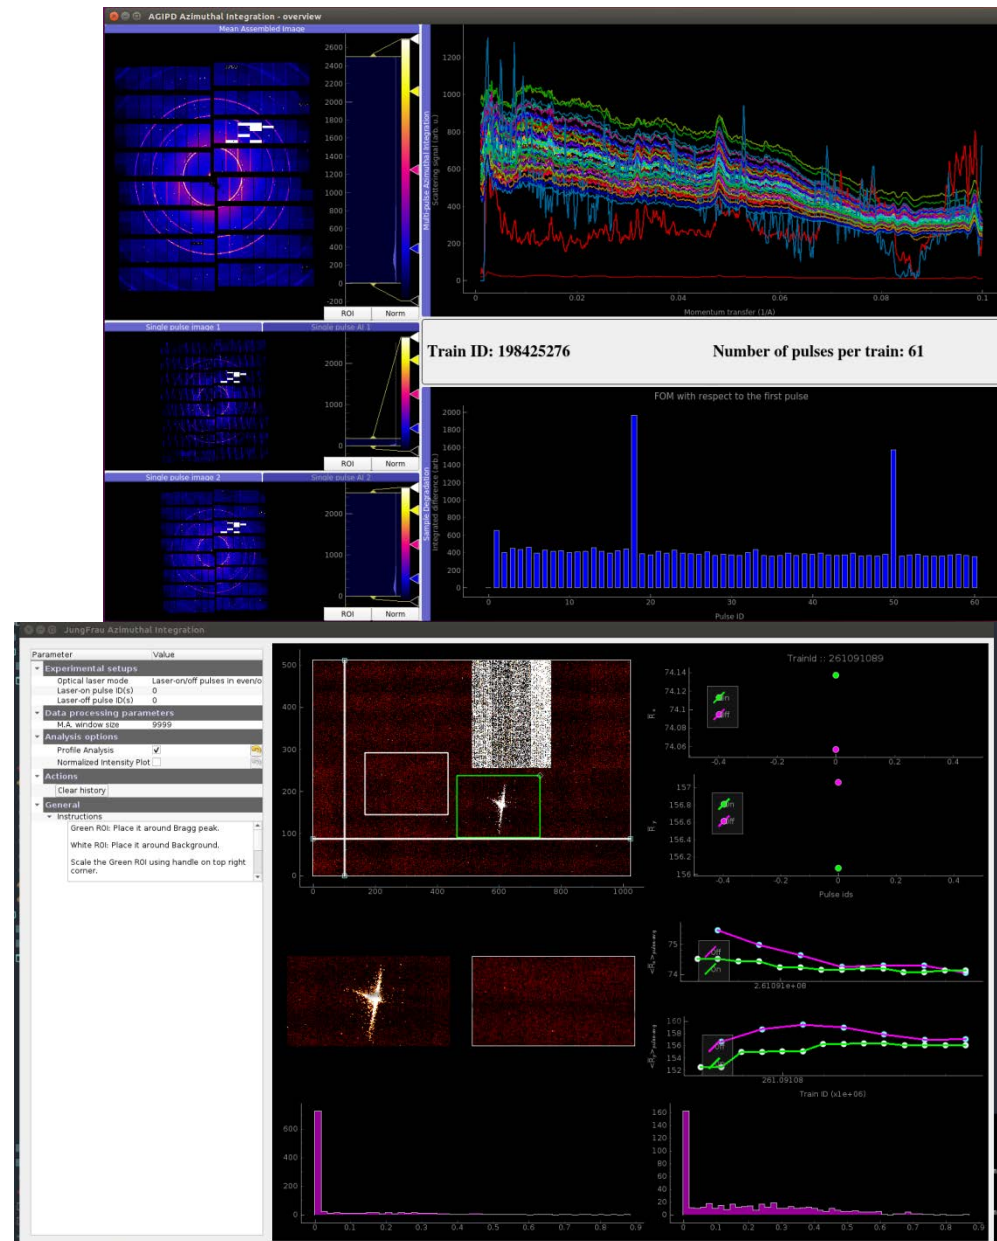 AGIPD Azimuthal Integration - overview
Mean Assembled Image
2600
2400
2200
2000
1800
1600
1400
1200
1000
800
600
400
200
0
-200
ROI Norm
Multi-pulse Azimuthal Integration
Scattering signal (arb. u.)
1200
1000
800
600
400
200
0
0 0.02 0.04 0.06 0.08 0.1
Momentum transfer (1/A)
Single pulse image 1 Single pulse AI 1
2000
1000
0
ROI Norm
Train ID: 198425276 Number of pulses per train: 61
Single pulse image 2 Single pulse AI 2
2000
1000
0
ROI Norm
Sample Degradation
Integrated difference (arb.)
FOM with respect to the first pulse
2000
1800
1600
1400
1200
1000
800
600
400
200
0
0 10 20 30 40 50 60
Pulse ID
JungFrau Azimuthal Integration
Parameter Value
Experimental setups
Optical laser mode Laser-on/off pulses in even/o
Laser-on pulse ID(s) 0
Laser-off pulse ID(s) 0
Data processing parameters
M.A. window size 9999
Analysis options
Profile Analysis
Normalized Intensity Plot
Actions
Clear history
General
Instructions
Green ROI: Place it around Bragg peak.
White ROI: Place it around Background.
Scale the Green ROI using handle on top right
corner.
500
400
300
200
100
0
0 200 400 600 800 1000
TrainId :: 261091089
74.14
74.12
74.1
74.08
74.06
on
off
-0.4 -0.2 0 0.2 0.4
157
156.8
156.6
156.4
156.2
156
on
off
-0.4 -0.2 0 0.2 0.4
Pulse ids
75
74
off
on
2.61091e+08
160
158
156
154
152
off
261.09108
Train ID (x1e+06)
600
400
200
0
0 0.1 0.2 0.3 0.4 0.5 0.6 0.7 0.8
160
140
120
100
80
60
40
20
0
0 0.1 0.2 0.3 0.4 0.5 0.6 0.7 0.8 0.9